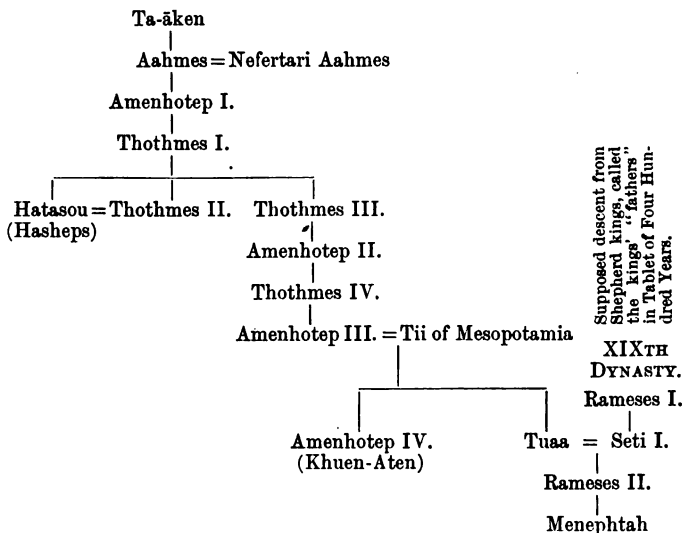 Ta-āken
Aahmes = Nefertari Aahmes
Amenhotep I.
Thothmes I.
Hatasou = Thothmes II. Thothmes III.
(Hasheps)
Amenhotep II.
Thothmes IV.
Amenhotep III. = Tii of Mesopotamia
Supposed descent from
Shepherd kings, called
the kings' "fathers"
in Tablet of Four Hun-
dred Years.
XIXTH
DYNASTY.
Rameses I.
Amenhotep IV. Tuaa = Seti I.
(Khuen-Aten)
Rameses II.
Menephtah